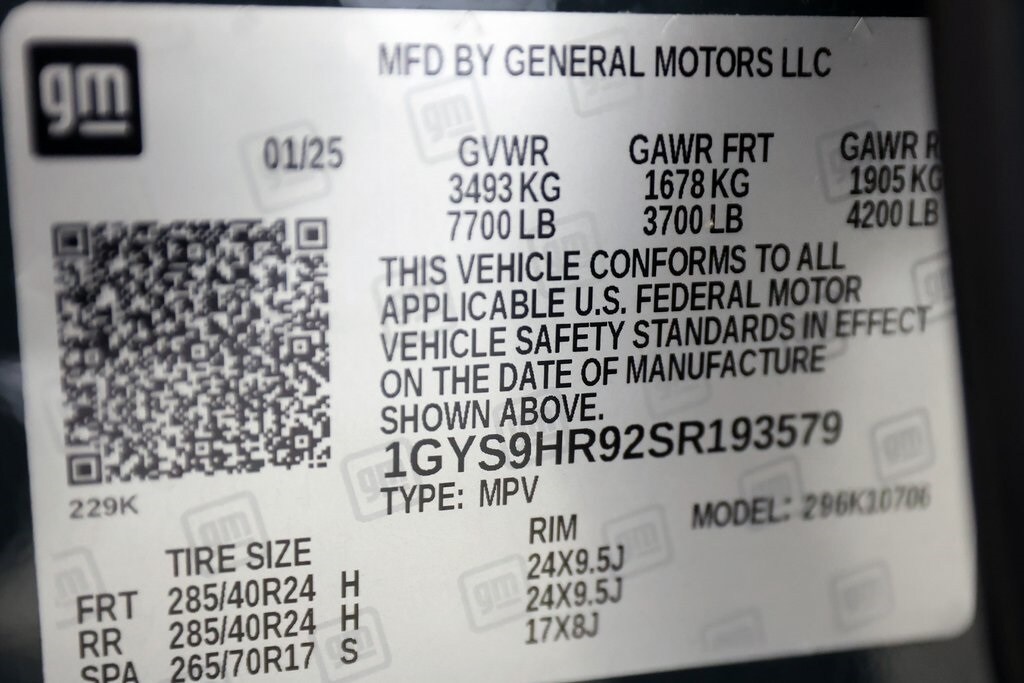 gm
MFD BY GENERAL MOTORS LLC
01/25 GVWR GAWR FRT GAWR R
3493 KG 1678 KG 1905 KG
7700 LB 3700 LB 4200 LB
THIS VEHICLE CONFORMS TO ALL
APPLICABLE U.S. FEDERAL MOTOR
VEHICLE SAFETY STANDARDS IN EFFECT
ON THE DATE OF MANUFACTURE
SHOWN ABOVE.
1GYS9HR92SR193579
229K
TYPE: MPV
MODEL: 296K10706
TIRE SIZE RIM
FRT 285/40R24 H 24X9.5J
RR 285/40R24 H 24X9.5J
SPA 265/70R17 S 17X8J